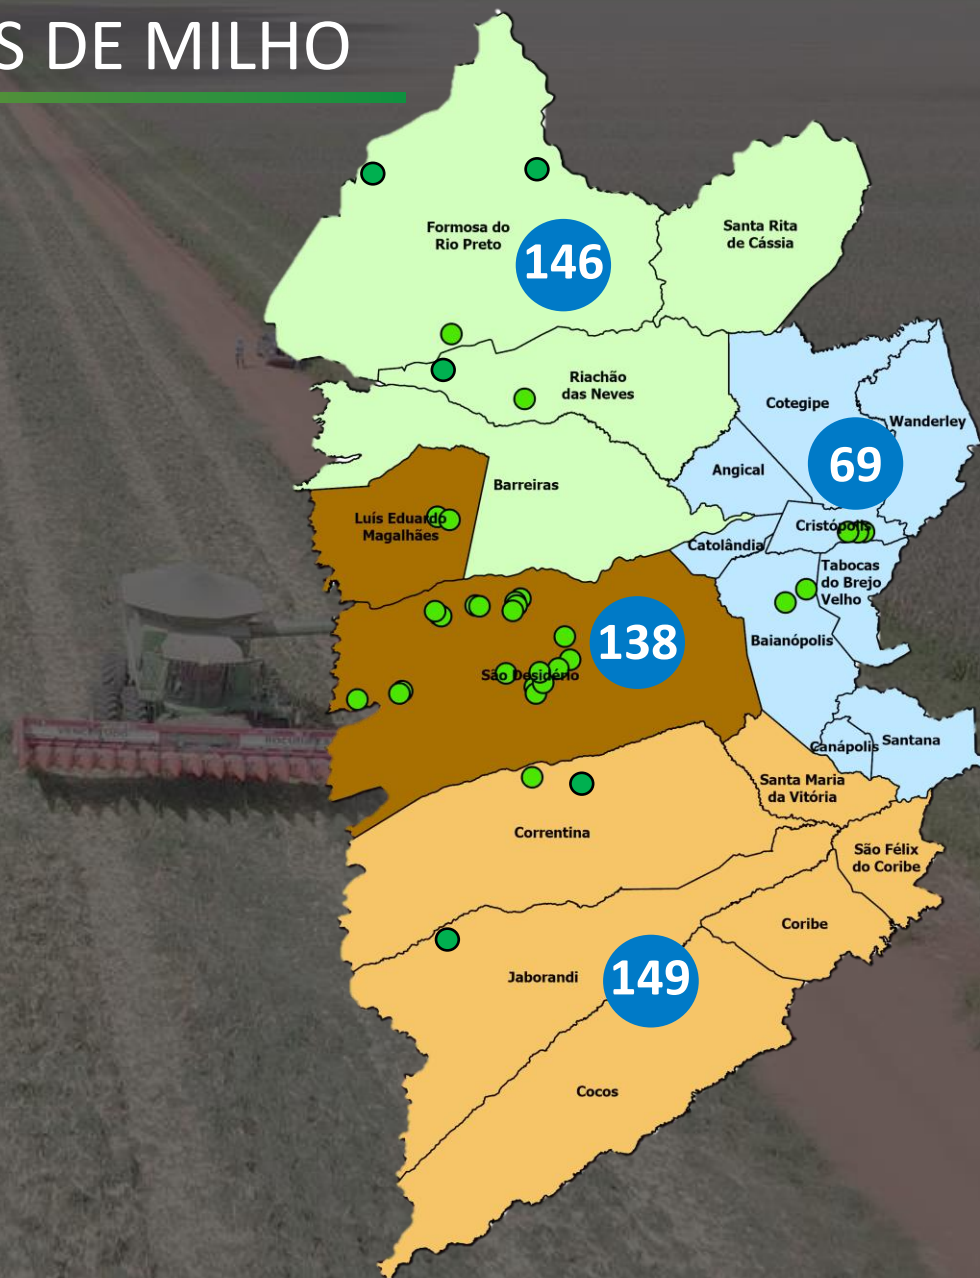 S DE MILHO
Formosa do
Rio Preto
146
Santa Rita
de Cássia
Riachão
das Neves
Cotegipe
Wanderley
69
Angical
Barreiras
Luís Eduardo
Magalhães
Cristópolis
Catolândia
Tabocas
do Brejo
Velho
Baianópolis
138
São Desidério
Canápolis
Santana
Santa Maria
da Vitória
Correntina
São Félix
do Coribe
Coribe
Jaborandi
149
Cocos